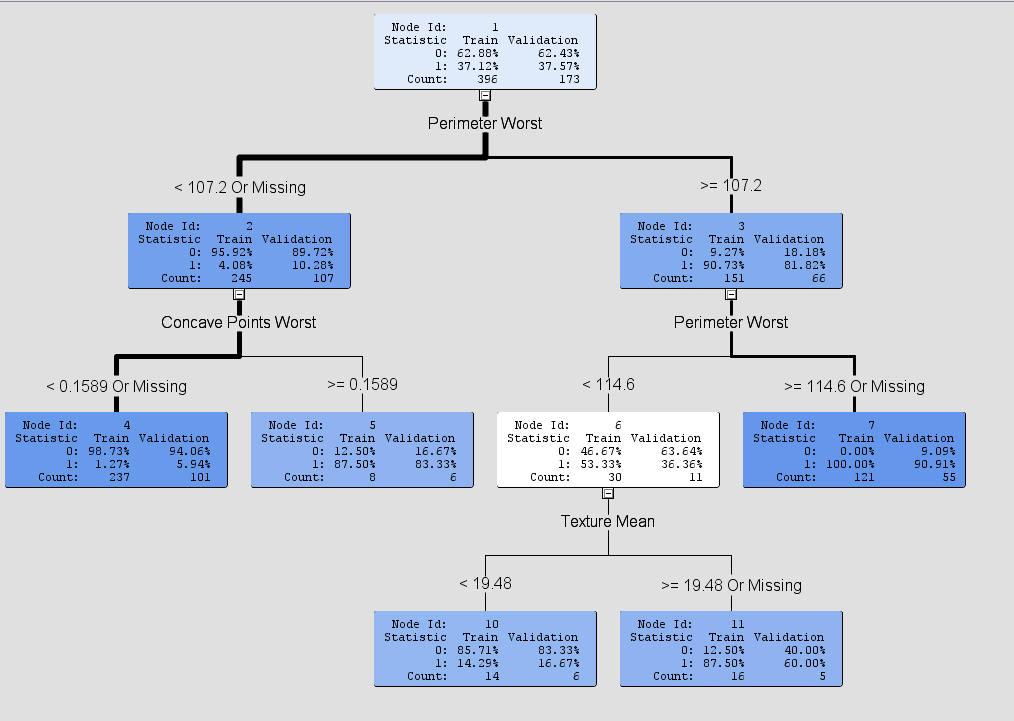 Node Id: 1
Statistic Train Validation
0: 62.88% 62.43%
1: 37.12% 37.57%
Count: 396 173
Perimeter Worst
< 107.2 Or Missing
>= 107.2
Node Id: 2
Statistic Train Validation
0: 95.92% 89.72%
1: 4.08% 10.28%
Count: 245 107
Node Id: 3
Statistic Train Validation
0: 9.27% 18.18%
1: 90.73% 81.82%
Count: 151 66
Concave Points Worst
Perimeter Worst
< 0.1589 Or Missing
>= 0.1589
< 114.6
>= 114.6 Or Missing
Node Id: 4
Statistic Train Validation
0: 98.73% 94.06%
1: 1.27% 5.94%
Count: 237 101
Node Id: 5
Statistic Train Validation
0: 12.50% 16.67%
1: 87.50% 83.33%
Count: 8 6
Node Id: 6
Statistic Train Validation
0: 46.67% 63.64%
1: 53.33% 36.36%
Count: 30 11
Node Id: 7
Statistic Train Validation
0: 0.00% 9.09%
1: 100.00% 90.91%
Count: 121 55
Texture Mean
< 19.48
>= 19.48 Or Missing
Node Id: 10
Statistic Train Validation
0: 85.71% 83.33%
1: 14.29% 16.67%
Count: 14 6
Node Id: 11
Statistic Train Validation
0: 12.50% 40.00%
1: 87.50% 60.00%
Count: 16 5